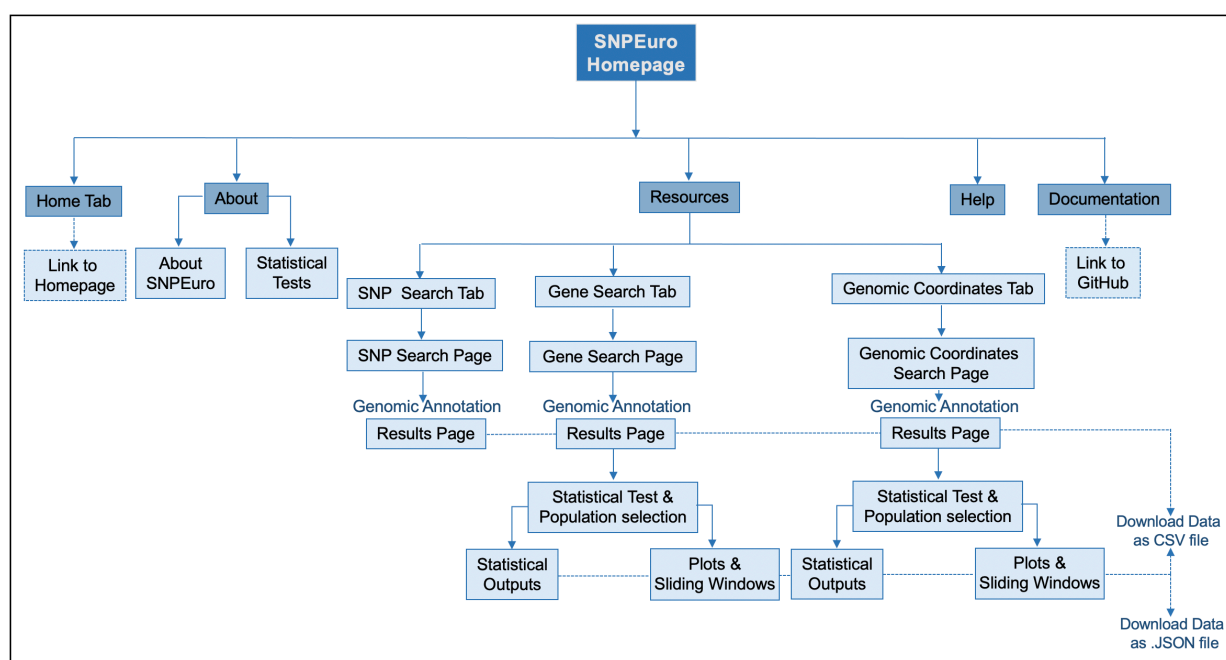 SNPEuro
Homepage
Home Tab
About
Resources
Help
Documentation
Link to
Homepage
About
SNPEuro
Statistical
Tests
Link to
GitHub
SNP Search Tab
Gene Search Tab
Genomic Coordinates Tab
SNP Search Page
Gene Search Page
Genomic Coordinates
Search Page
Genomic Annotation
Genomic Annotation
Genomic Annotation
Results Page
Results Page
Results Page
Statistical Test &
Population selection
Statistical Test &
Population selection
Statistical
Outputs
Plots &
Sliding Windows
Statistical
Outputs
Plots &
Sliding Windows
Download Data
as CSV file
Download Data
as .JSON file